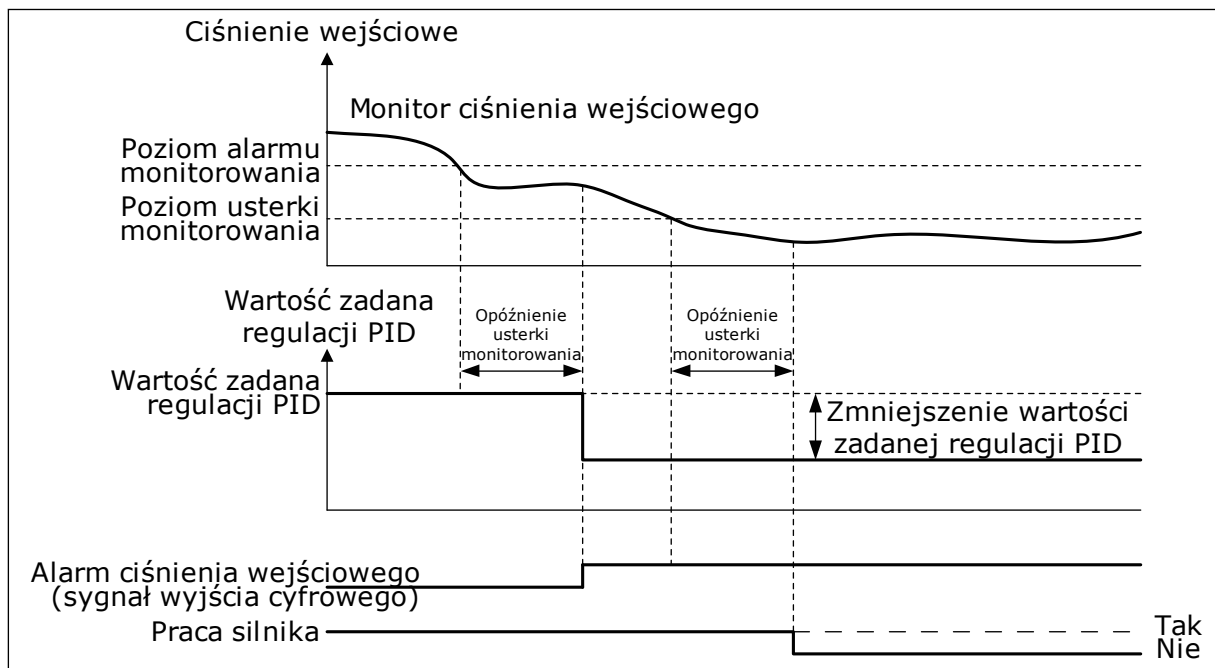 Ciśnienie wejściowe
Monitor ciśnienia wejściowego
Poziom alarmu
monitorowania
Poziom usterki
monitorowania
Wartość zadana
regulacji PID
Opóźnienie
usterki
monitorowania
Opóźnienie
usterki
monitorowania
Wartość zadana
regulacji PID
Zmniejszenie wartości
zadanej regulacji PID
Alarm ciśnienia wejściowego
(sygnał wyjścia cyfrowego)
Praca silnika
Tak
Nie